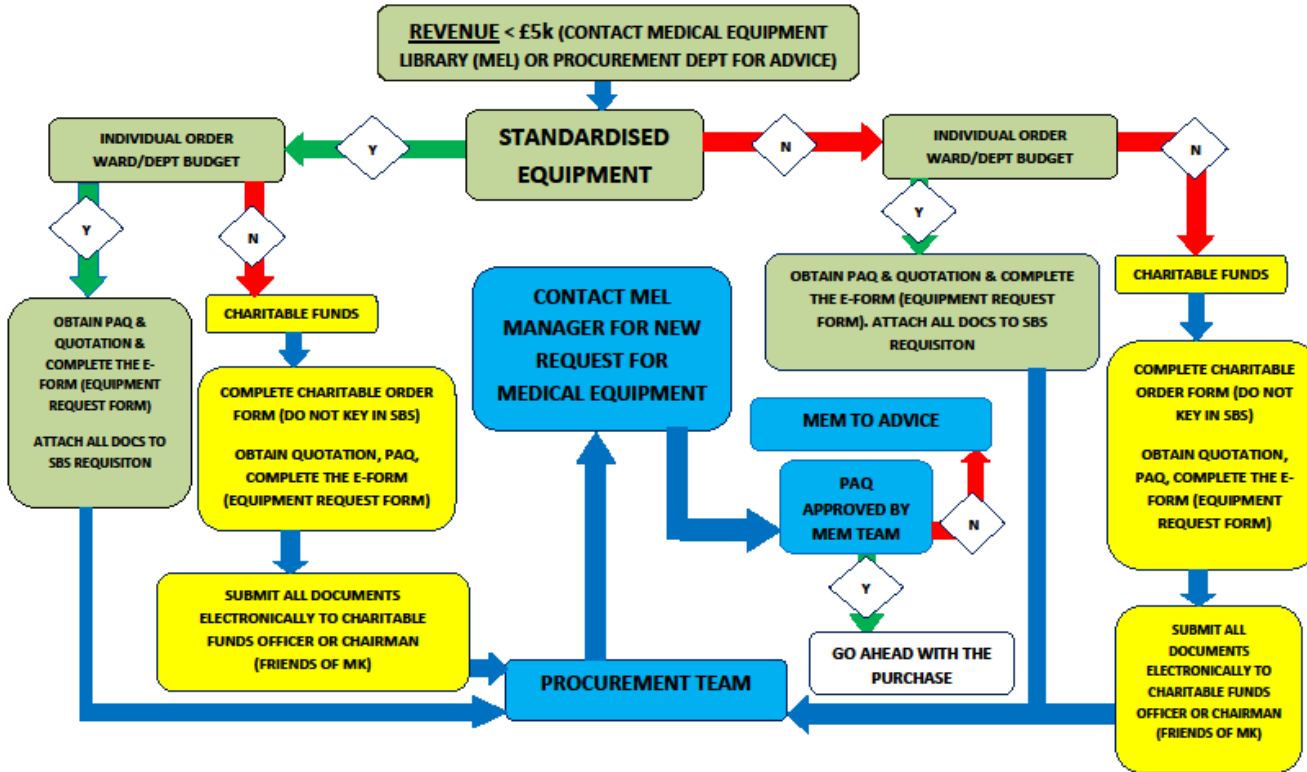 REVENUE < £5k (CONTACT MEDICAL EQUIPMENT
LIBRARY (MEL) OR PROCUREMENT DEPT FOR ADVICE)
INDIVIDUAL ORDER
WARD/DEPT BUDGET
Y
STANDARDISED
EQUIPMENT
N
INDIVIDUAL ORDER
WARD/DEPT BUDGET
N
Y
N
Y
OBTAIN PAQ &
QUOTATION &
COMPLETE THE E-
FORM (EQUIPMENT
REQUEST FORM)
ATTACH ALL DOCS TO
SBS REQUISITON
CHARITABLE FUNDS
COMPLETE CHARITABLE ORDER
FORM (DO NOT KEY IN SBS)
OBTAIN QUOTATION, PAQ,
COMPLETE THE E-FORM
(EQUIPMENT REQUEST FORM)
SUBMIT ALL DOCUMENTS
ELECTRONICALLY TO CHARITABLE
FUNDS OFFICER OR CHAIRMAN
(FRIENDS OF MK)
CONTACT MEL
MANAGER FOR NEW
REQUEST FOR
MEDICAL EQUIPMENT
OBTAIN PAQ & QUOTATION & COMPLETE
THE E-FORM (EQUIPMENT REQUEST
FORM). ATTACH ALL DOCS TO SBS
REQUISITON
MEM TO ADVICE
PAQ
APPROVED BY
MEM TEAM
N
Y
GO AHEAD WITH THE
PURCHASE
PROCUREMENT TEAM
CHARITABLE FUNDS
COMPLETE CHARITABLE
ORDER FORM (DO NOT
KEY IN SBS)
OBTAIN QUOTATION,
PAQ, COMPLETE THE E-
FORM (EQUIPMENT
REQUEST FORM)
SUBMIT ALL
DOCUMENTS
ELECTRONICALLY TO
CHARITABLE FUNDS
OFFICER OR CHAIRMAN
(FRIENDS OF MK)